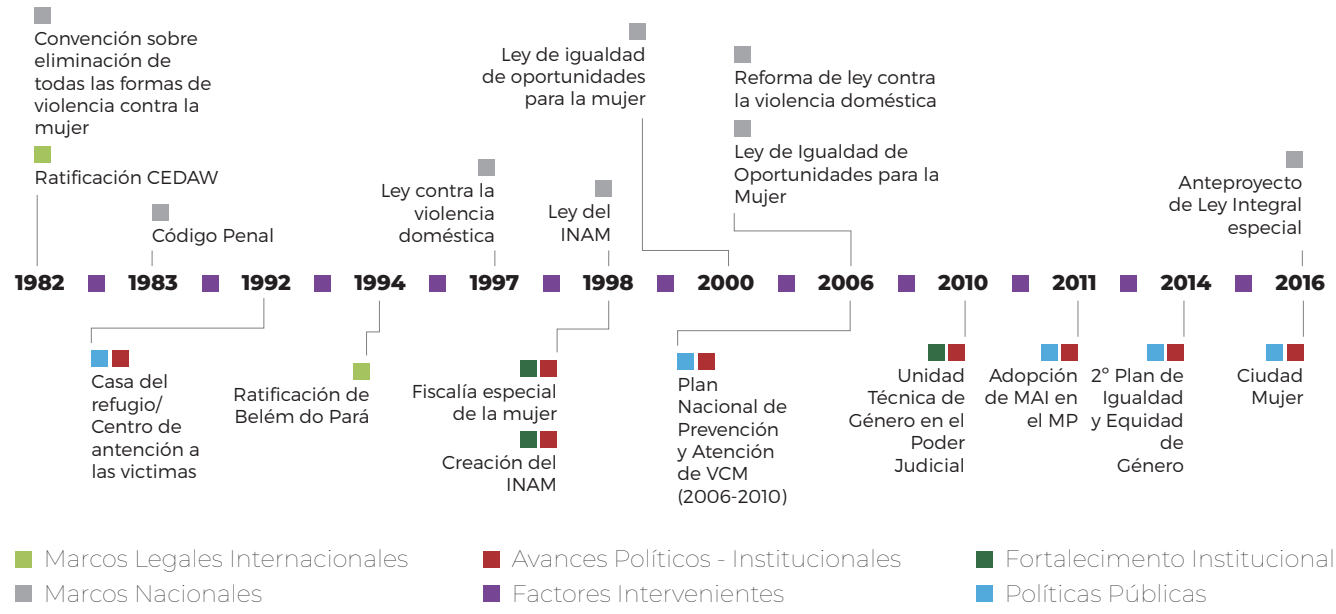 Convención sobre
eliminación de
todas las formas de
violencia contra la
mujer
Ratificación CEDAW
Código Penal
Ley contra la
violencia
doméstica
Ley del
INAM
Ley de igualdad
de oportunidades
para la mujer
Reforma de ley contra
la violencia doméstica
Ley de Igualdad de
Oportunidades para la
Mujer
Anteproyecto
de Ley Integral
especial
1982 1983 1992 1994 1997 1998 2000 2006 2010 2011 2014 2016
Casa del
refugio/
Centro de
antención a
las victimas
Ratificación de
Belém do Pará
Fiscalía especial
de la mujer
Creación del
INAM
Plan
Nacional de
Prevención
y Atención
de VCM
(2006-2010)
Unidad
Técnica de
Género en el
Poder
Judicial
Adopción
de MAI en
el MP
2º Plan de
Igualdad
y Equidad
de
Género
Ciudad
Mujer
Marcos Legales Internacionales
Avances Políticos - Institucionales
Fortalecimento Institucional
Marcos Nacionales
Factores Intervenientes
Políticas Públicas